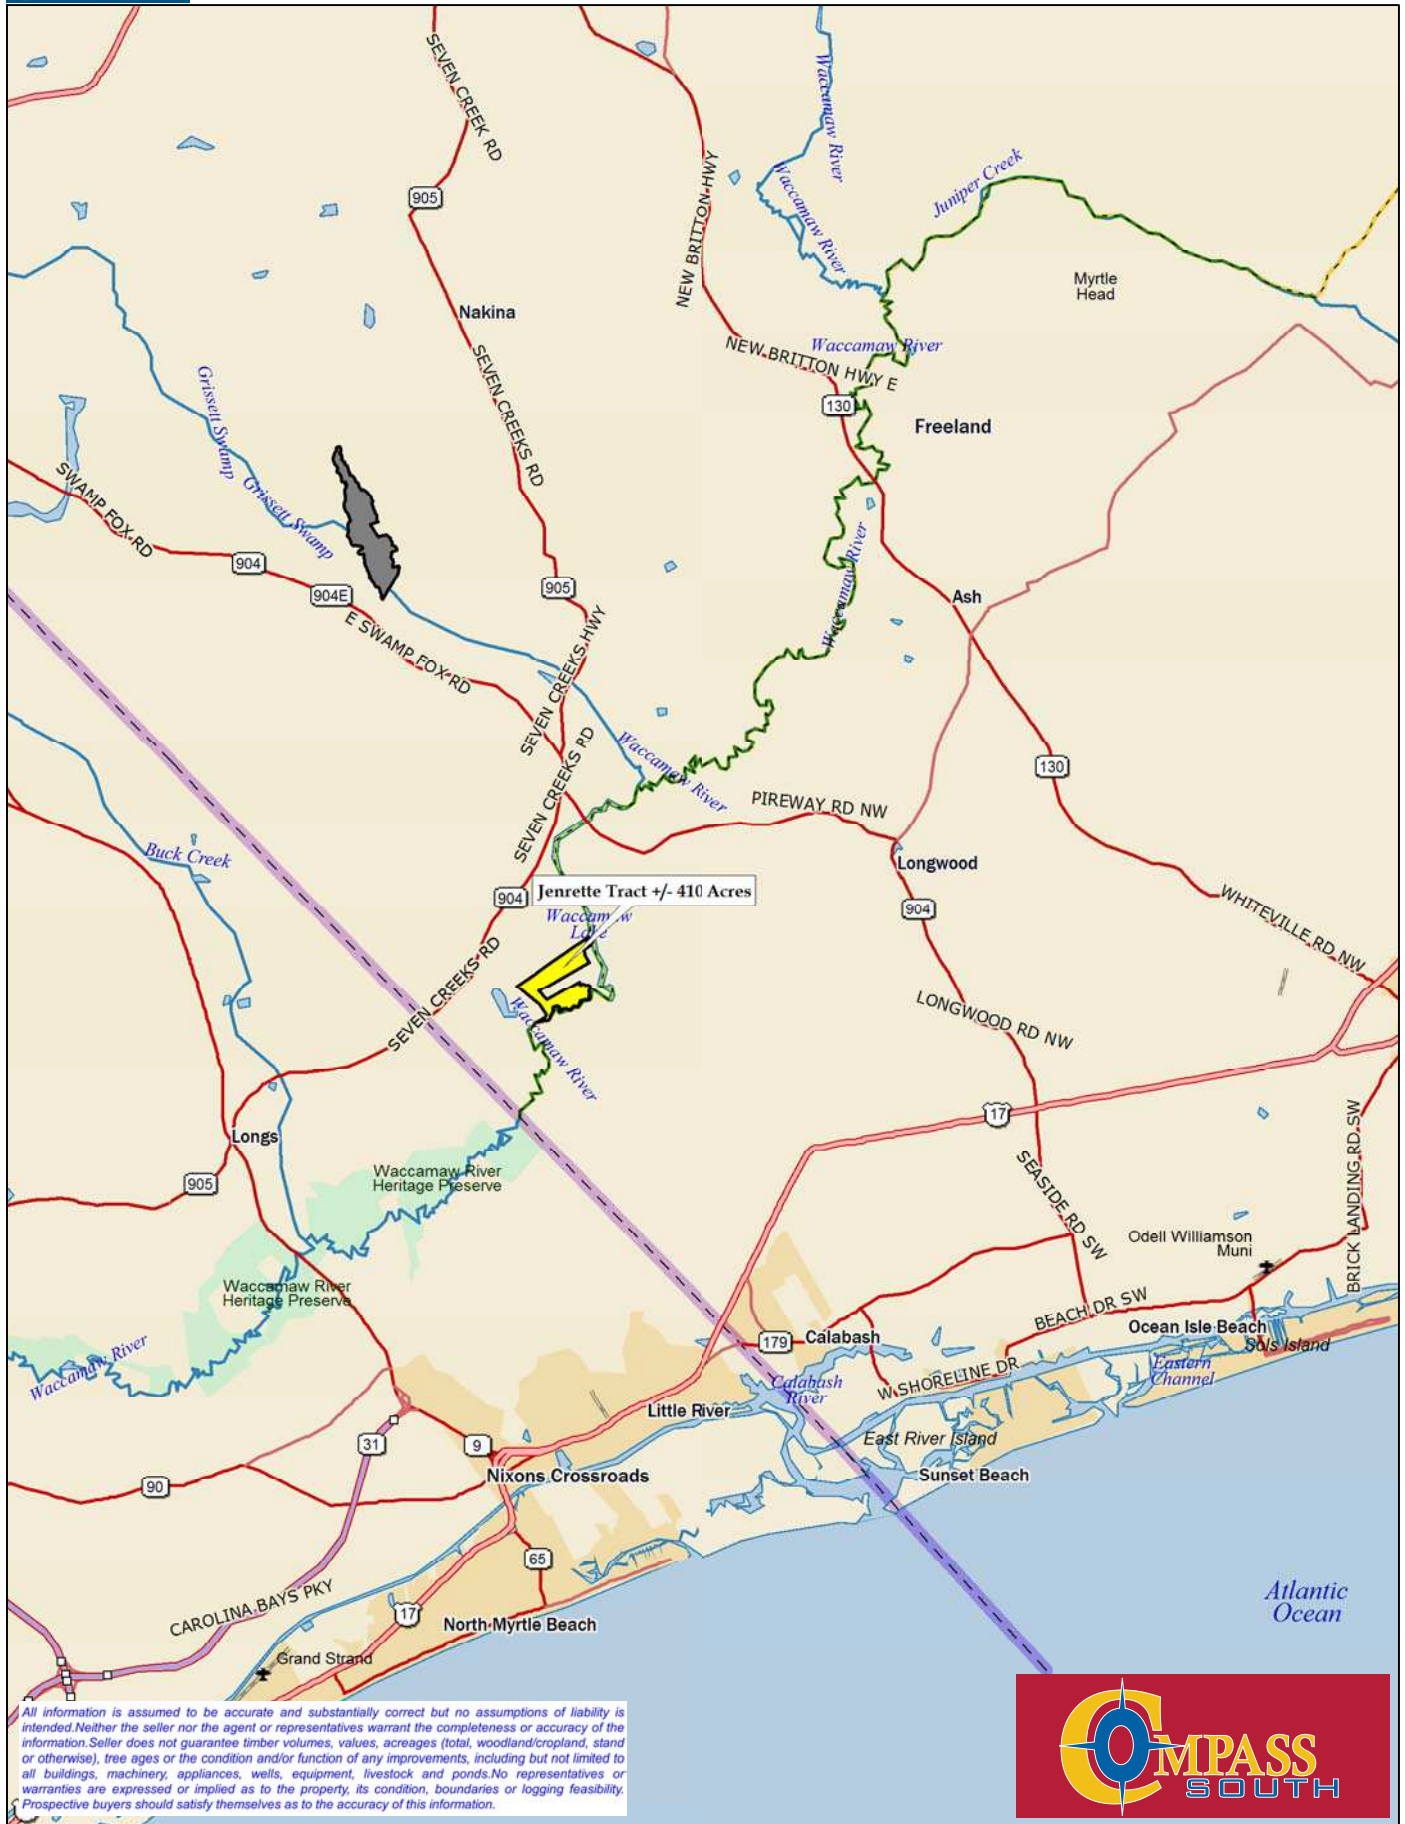 SEVEN CREEK RD
Waccamaw River
Juniper Creek
905
NEW BRITTON HWY
Waccamaw River
Myrtle
Head
Nakina
Waccamaw River
NEW BRITTON HWY E
SEVEN CREEKS RD
Grissett Swamp
130
Freeland
SWAMP FOX RD
Grissett Swamp
904
905
904E
Waccamaw River
Ash
E SWAMP FOX RD
SEVEN CREEKS HWY
Waccamaw River
SEVEN CREEKS RD
130
PIREWAY RD NW
Buck Creek
Longwood
Jenrette Tract +/- 410 Acres
904
904
Waccamaw
Lake
WHITEVILLE RD NW
SEVEN CREEKS RD
LONGWOOD RD NW
Waccamaw River
17
Longs
BRICK LANDING RD SW
Waccamaw River
Heritage Preserve
905
SEASIDE RD SW
Odell Williamson
Muni
Waccamaw River
Heritage Preserve
BEACH DR SW
Ocean Isle Beach
179
Calabash
Sols Island
Waccamaw River
Eastern
Channel
Calabash
River
W SHORELINE DR
Little River
East River Island
31
9
Nixons Crossroads
Sunset Beach
90
65
CAROLINA BAYS PKY
17
North Myrtle Beach
Atlantic
Ocean
Grand Strand
All information is assumed to be accurate and substantially correct but no assumptions of liability is
intended.Neither the seller nor the agent or representatives warrant the completeness or accuracy of the
information.Seller does not guarantee timber volumes, values, acreages (total, woodland/cropland, stand
or otherwise), tree ages or the condition and/or function of any improvements, including but not limited to
all buildings, machinery, appliances, wells, equipment, livestock and ponds.No representatives or
warranties are expressed or implied as to the property, its condition, boundaries or logging feasibility.
Prospective buyers should satisfy themselves as to the accuracy of this information.
COMPASS
SOUTH